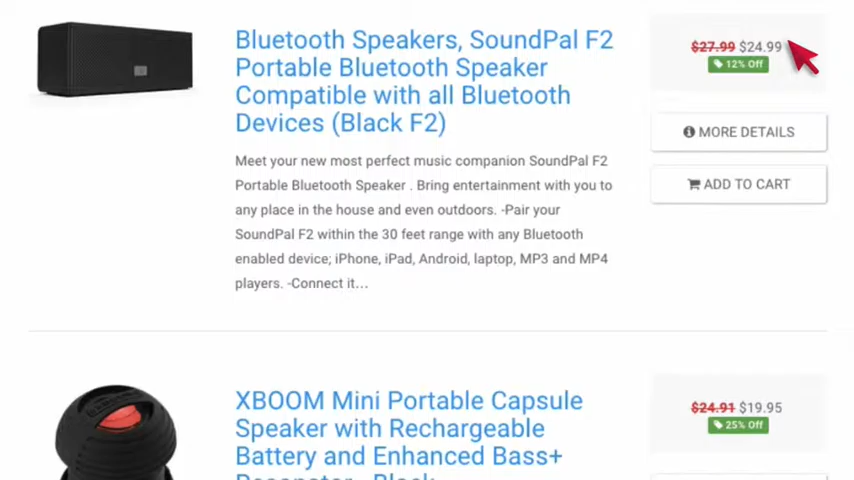 Bluetooth Speakers, SoundPal F2
Portable Bluetooth Speaker
Compatible with all Bluetooth
Devices (Black F2)
Meet your new most perfect music companion SoundPal F2
Portable Bluetooth Speaker . Bring entertainment with you to
any place in the house and even outdoors. -Pair your
SoundPal F2 within the 30 feet range with any Bluetooth
enabled device; iPhone, iPad, Android, laptop, MP3 and MP4
players. -Connect it...
$27.99 $24.99
12% Off
MORE DETAILS
ADD TO CART
XBOOM Mini Portable Capsule
Speaker with Rechargeable
Battery and Enhanced Bass+
Resonator - Black
$24.91 $19.95
25% Off